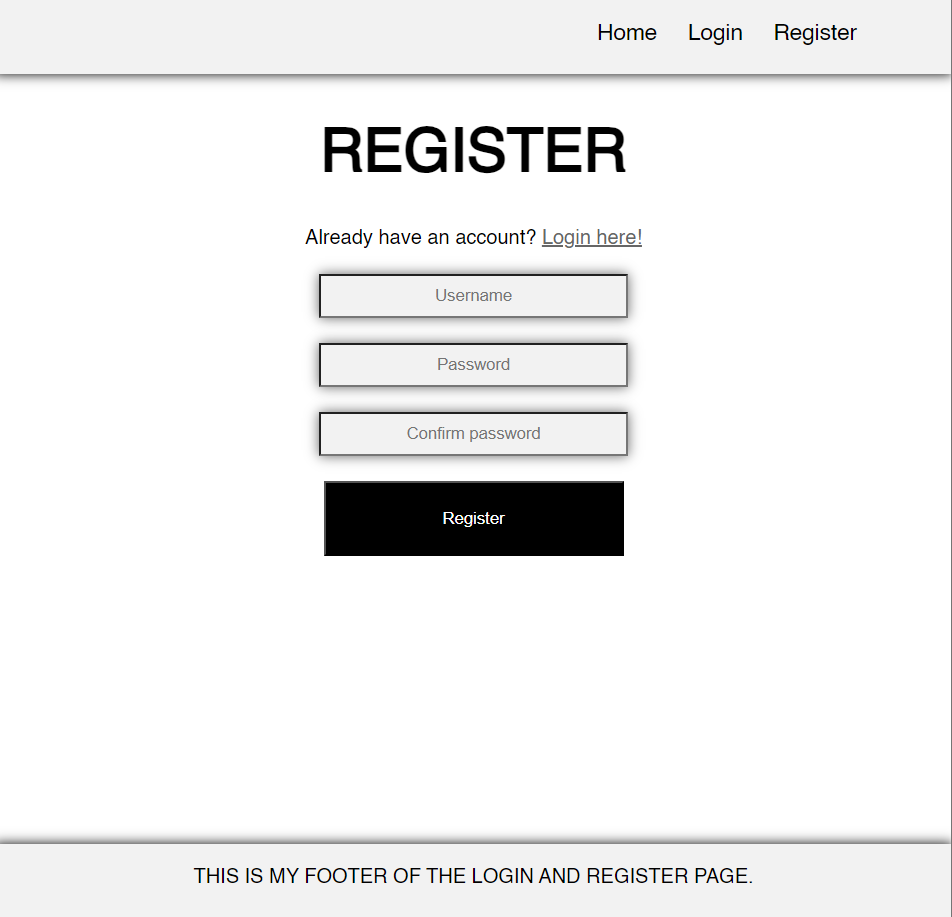 Home Login Register
REGISTER
Already have an account? Login here!
Username
Password
Confirm password
Register
THIS IS MY FOOTER OF THE LOGIN AND REGISTER PAGE.